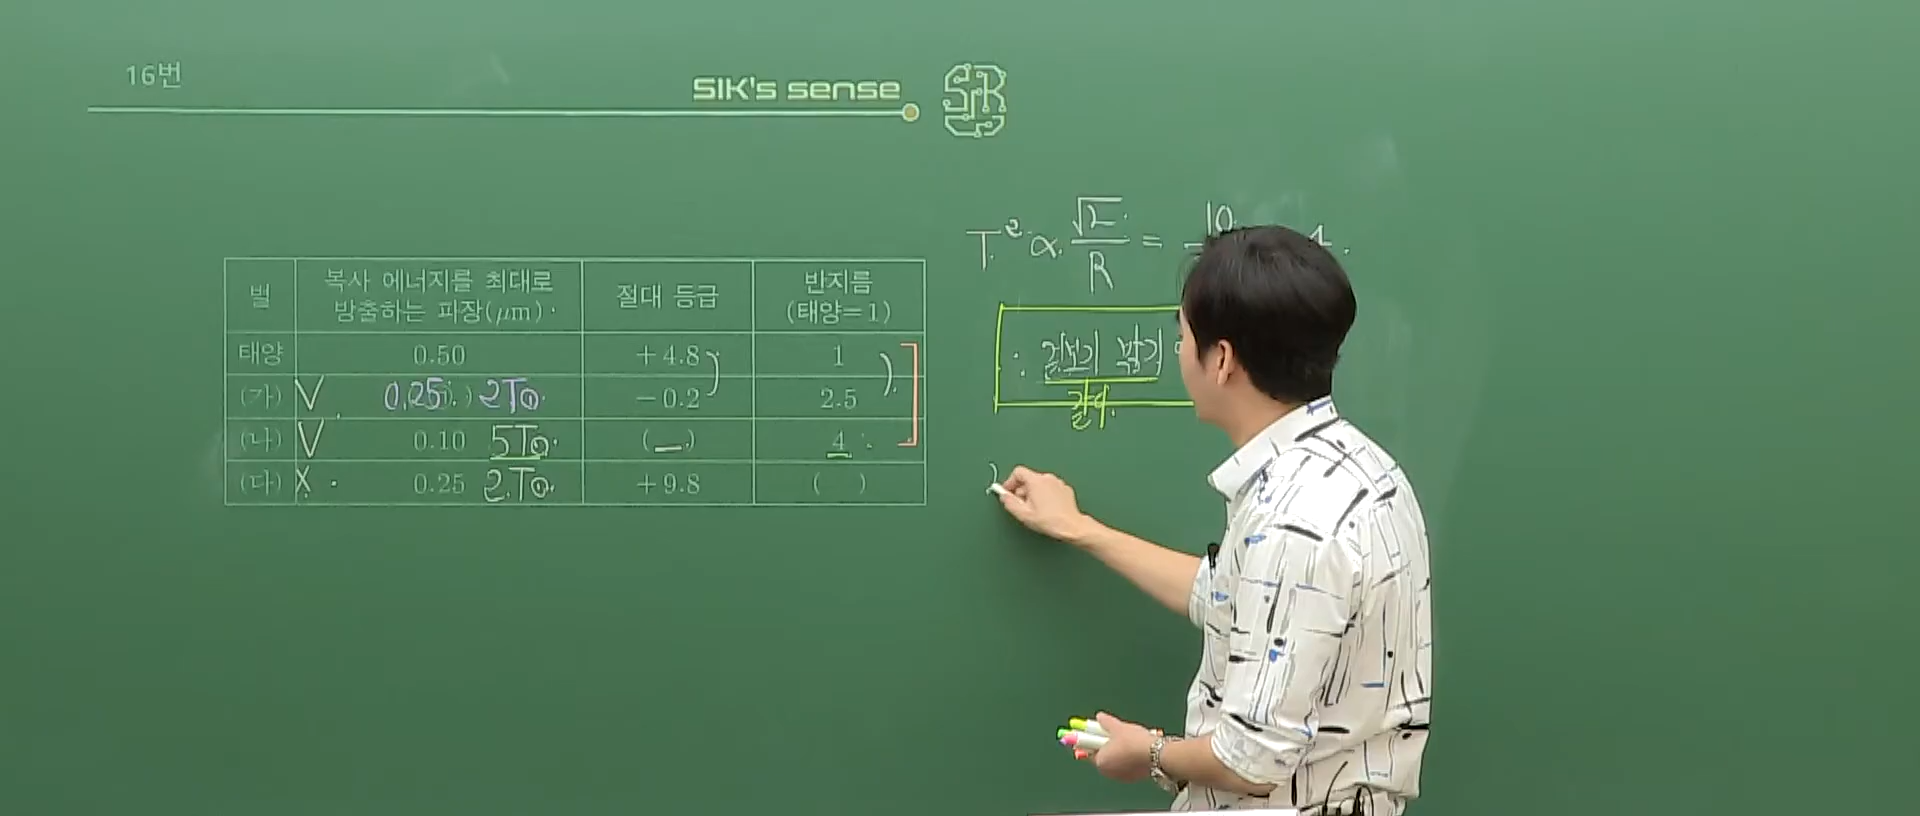 16번
SIK's sense
SIK
T² ∝ √L / R = 10
별 복사 에너지를 최대로 방출하는 파장(μm) 절대 등급 반지름 (태양=1)
태양 0.50 +4.8 1
(가) 0.25 2T⊙ -0.2 2.5
(나) 0.10 5T⊙ ( - ) 4
(다) X 0.25 2T⊙ +9.8 ( )
겉보기 밝기